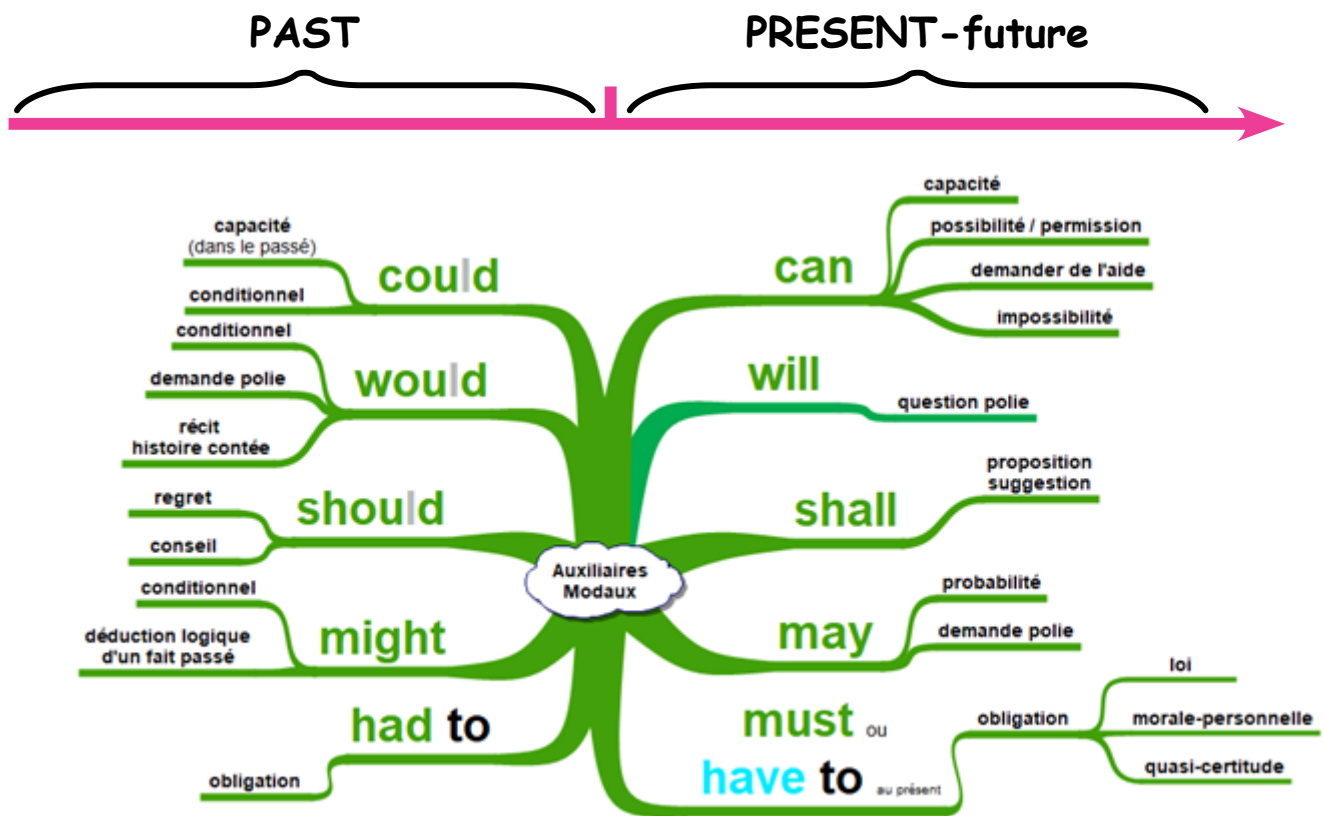 PAST
PRESENT-future
capacité
(dans le passé)
could
conditionnel
conditionnel
would
demande polie
récit
histoire contée
regret
should
conseil
conditionnel
might
déduction logique
d'un fait passé
had to
obligation
Auxiliaires
Modaux
capacité
can
possibilité / permission
demander de l'aide
impossibilité
will
question polie
proposition
suggestion
shall
probabilité
may
demande polie
must ou
have to au présent
obligation
loi
morale-personnelle
quasi-certitude